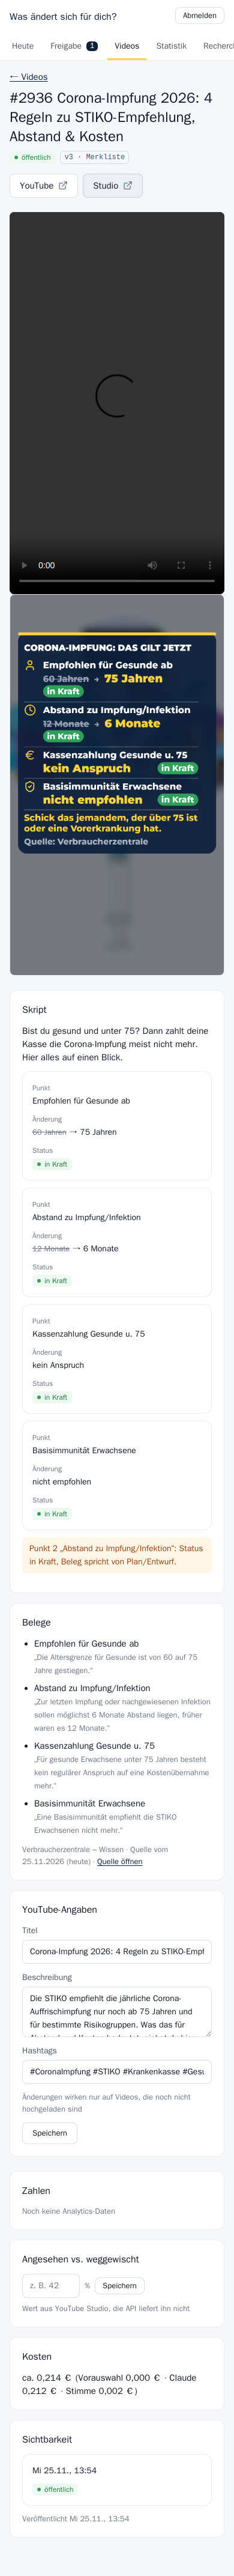 Was ändert sich für dich?
Abmelden
Heute
Freigabe 1
Videos
Statistik
Recherc
← Videos
#2936 Corona-Impfung 2026: 4
Regeln zu STIKO-Empfehlung,
Abstand & Kosten
öffentlich
v3 · Merkliste
YouTube
Studio
0:00
CORONA-IMPFUNG: DAS GILT JETZT
Empfohlen für Gesunde ab
60 Jahren → 75 Jahren
in Kraft
Abstand zu Impfung/Infektion
12 Monate → 6 Monate
in Kraft
Kassenzahlung Gesunde u. 75
kein Anspruch
in Kraft
Basisimmunität Erwachsene
nicht empfohlen
in Kraft
Schick das jemandem, der über 75 ist
oder eine Vorerkrankung hat.
Quelle: Verbraucherzentrale
Skript
Bist du gesund und unter 75? Dann zahlt deine
Kasse die Corona-Impfung meist nicht mehr.
Hier alles auf einen Blick.
Punkt
Empfohlen für Gesunde ab
Änderung
60 Jahren → 75 Jahren
Status
in Kraft
Punkt
Abstand zu Impfung/Infektion
Änderung
12 Monate → 6 Monate
Status
in Kraft
Punkt
Kassenzahlung Gesunde u. 75
Änderung
kein Anspruch
Status
in Kraft
Punkt
Basisimmunität Erwachsene
Änderung
nicht empfohlen
Status
in Kraft
Punkt 2 „Abstand zu Impfung/Infektion“: Status
in Kraft, Beleg spricht von Plan/Entwurf.
Belege
Empfohlen für Gesunde ab
„Die Altersgrenze für Gesunde ist von 60 auf 75
Jahre gestiegen.“
Abstand zu Impfung/Infektion
„Zur letzten Impfung oder nachgewiesenen Infektion
sollen möglichst 6 Monate Abstand liegen, früher
waren es 12 Monate.“
Kassenzahlung Gesunde u. 75
„Für gesunde Erwachsene unter 75 Jahren besteht
kein regulärer Anspruch auf eine Kostenübernahme
mehr.“
Basisimmunität Erwachsene
„Eine Basisimmunität empfiehlt die STIKO
Erwachsenen nicht mehr.“
Verbraucherzentrale – Wissen · Quelle vom
25.11.2026 (heute) · Quelle öffnen
YouTube-Angaben
Titel
Corona-Impfung 2026: 4 Regeln zu STIKO-Empf
Beschreibung
Die STIKO empfiehlt die jährliche Corona-
Auffrischimpfung nur noch ab 75 Jahren und
für bestimmte Risikogruppen. Was das für
Hashtags
#CoronaImpfung #STIKO #Krankenkasse #Gesu
Änderungen wirken nur auf Videos, die noch nicht
hochgeladen sind
Speichern
Zahlen
Noch keine Analytics-Daten
Angesehen vs. weggewischt
z. B. 42
%
Speichern
Wert aus YouTube Studio, die API liefert ihn nicht
Kosten
ca. 0,214 € (Vorauswahl 0,000 € · Claude
0,212 € · Stimme 0,002 €)
Sichtbarkeit
Mi 25.11., 13:54
öffentlich
Veröffentlicht Mi 25.11., 13:54